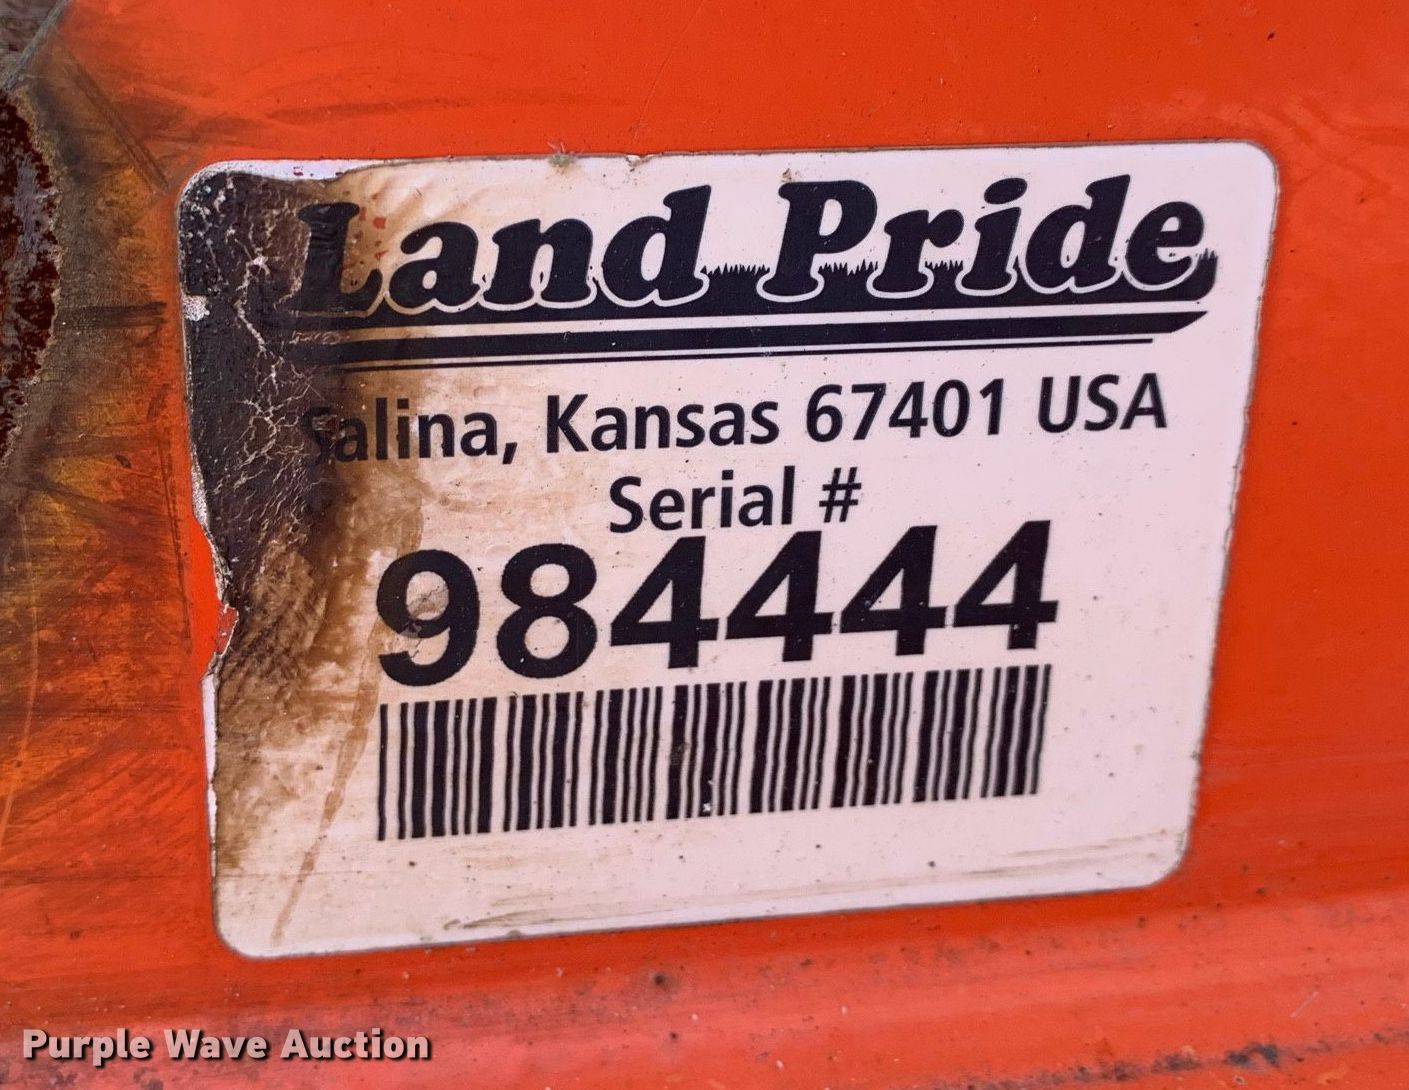 Land Pride
Salina, Kansas 67401 USA
Serial #
984444
Purple Wave Auction